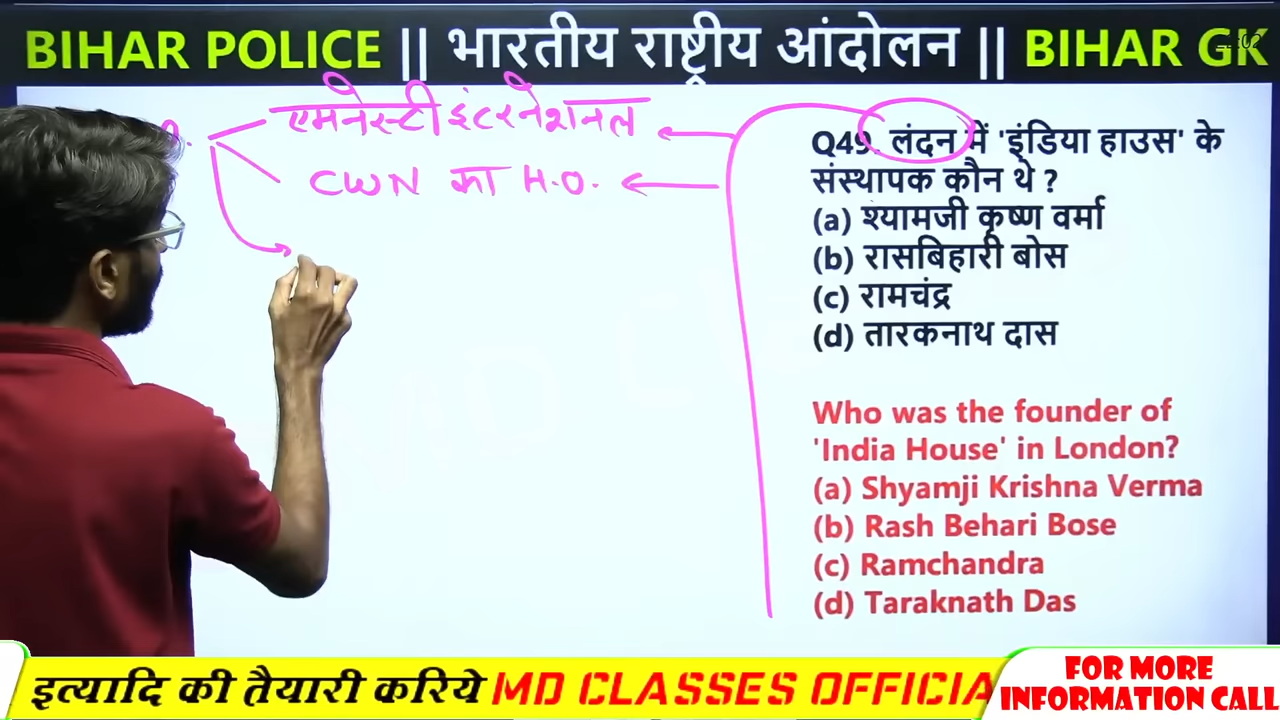 BIHAR POLICE || भारतीय राष्ट्रीय आंदोलन || BIHAR GK
एमनेस्टी इंटरनेशनल
CWN का H.O.
Q49. लंदन में 'इंडिया हाउस' के
संस्थापक कौन थे ?
(a) श्यामजी कृष्ण वर्मा
(b) रासबिहारी बोस
(c) रामचंद्र
(d) तारकनाथ दास
Who was the founder of
'India House' in London?
(a) Shyamji Krishna Verma
(b) Rash Behari Bose
(c) Ramchandra
(d) Taraknath Das
इत्यादि की तैयारी करिये MD CLASSES OFFICIA
FOR MORE
INFORMATION CALL